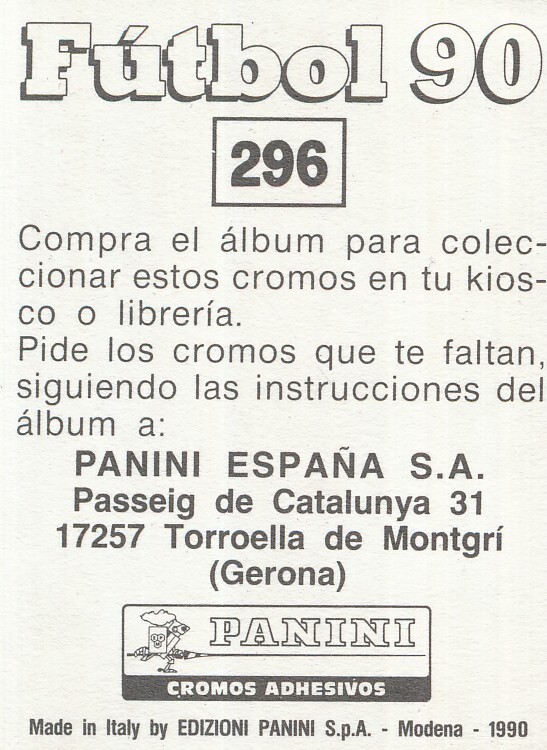 Fútbol 90
296
Compra el álbum para colec-
cionar estos cromos en tu kios-
co o librería.
Pide los cromos que te faltan,
siguiendo las instrucciones del
álbum a:
PANINI ESPAÑA S.A.
Passeig de Catalunya 31
17257 Torroella de Montgrí
(Gerona)
PANINI
CROMOS ADHESIVOS
Made in Italy by EDIZIONI PANINI S.p.A. - Modena - 1990